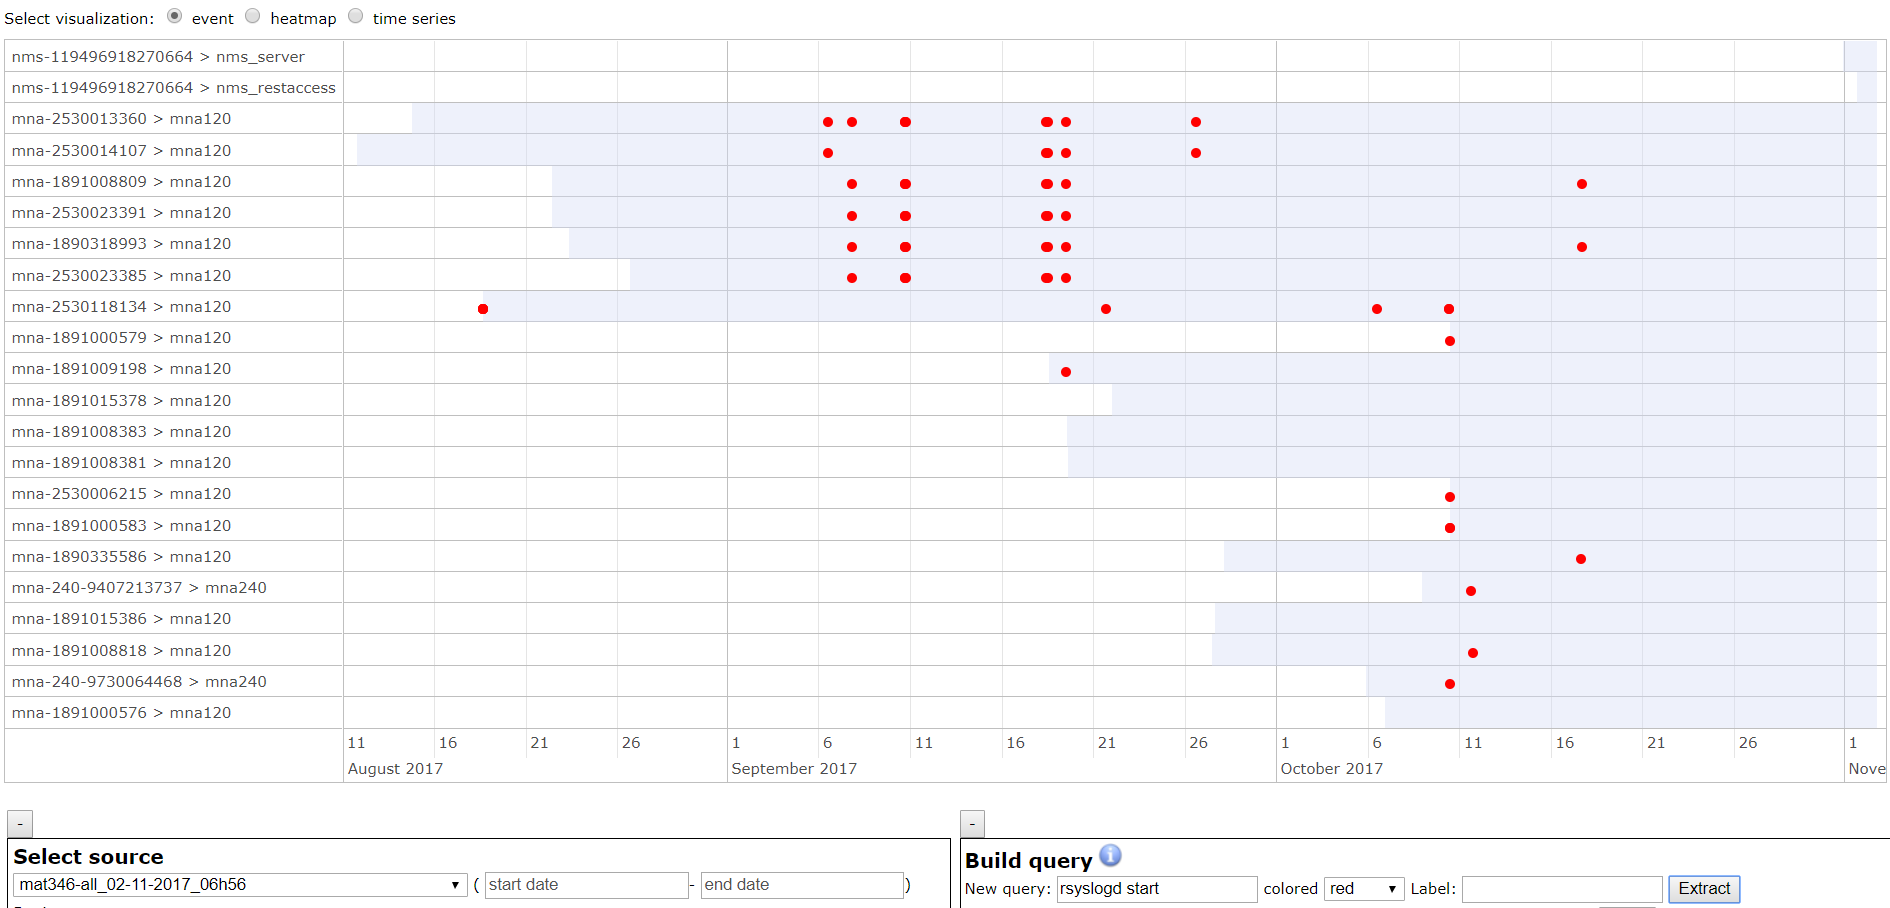 Select visualization: event heatmap time series
nms-119496918270664 > nms_server
nms-119496918270664 > nms_restaccess
mna-2530013360 > mna120
mna-2530014107 > mna120
mna-1891008809 > mna120
mna-2530023391 > mna120
mna-1890318993 > mna120
mna-2530023385 > mna120
mna-2530118134 > mna120
mna-1891000579 > mna120
mna-1891009198 > mna120
mna-1891015378 > mna120
mna-1891008383 > mna120
mna-1891008381 > mna120
mna-2530006215 > mna120
mna-1891000583 > mna120
mna-1890335586 > mna120
mna-240-9407213737 > mna240
mna-1891015386 > mna120
mna-1891008818 > mna120
mna-240-9730064468 > mna240
mna-1891000576 > mna120
11 16 21 26 1 6 11 16 21 26 1 6 11 16 21 26 1
August 2017 September 2017 October 2017 Nove
- -
Select source
mat346-all_02-11-2017_06h56 ( start date - end date )
Build query i
New query: rsyslogd start colored red Label: Extract